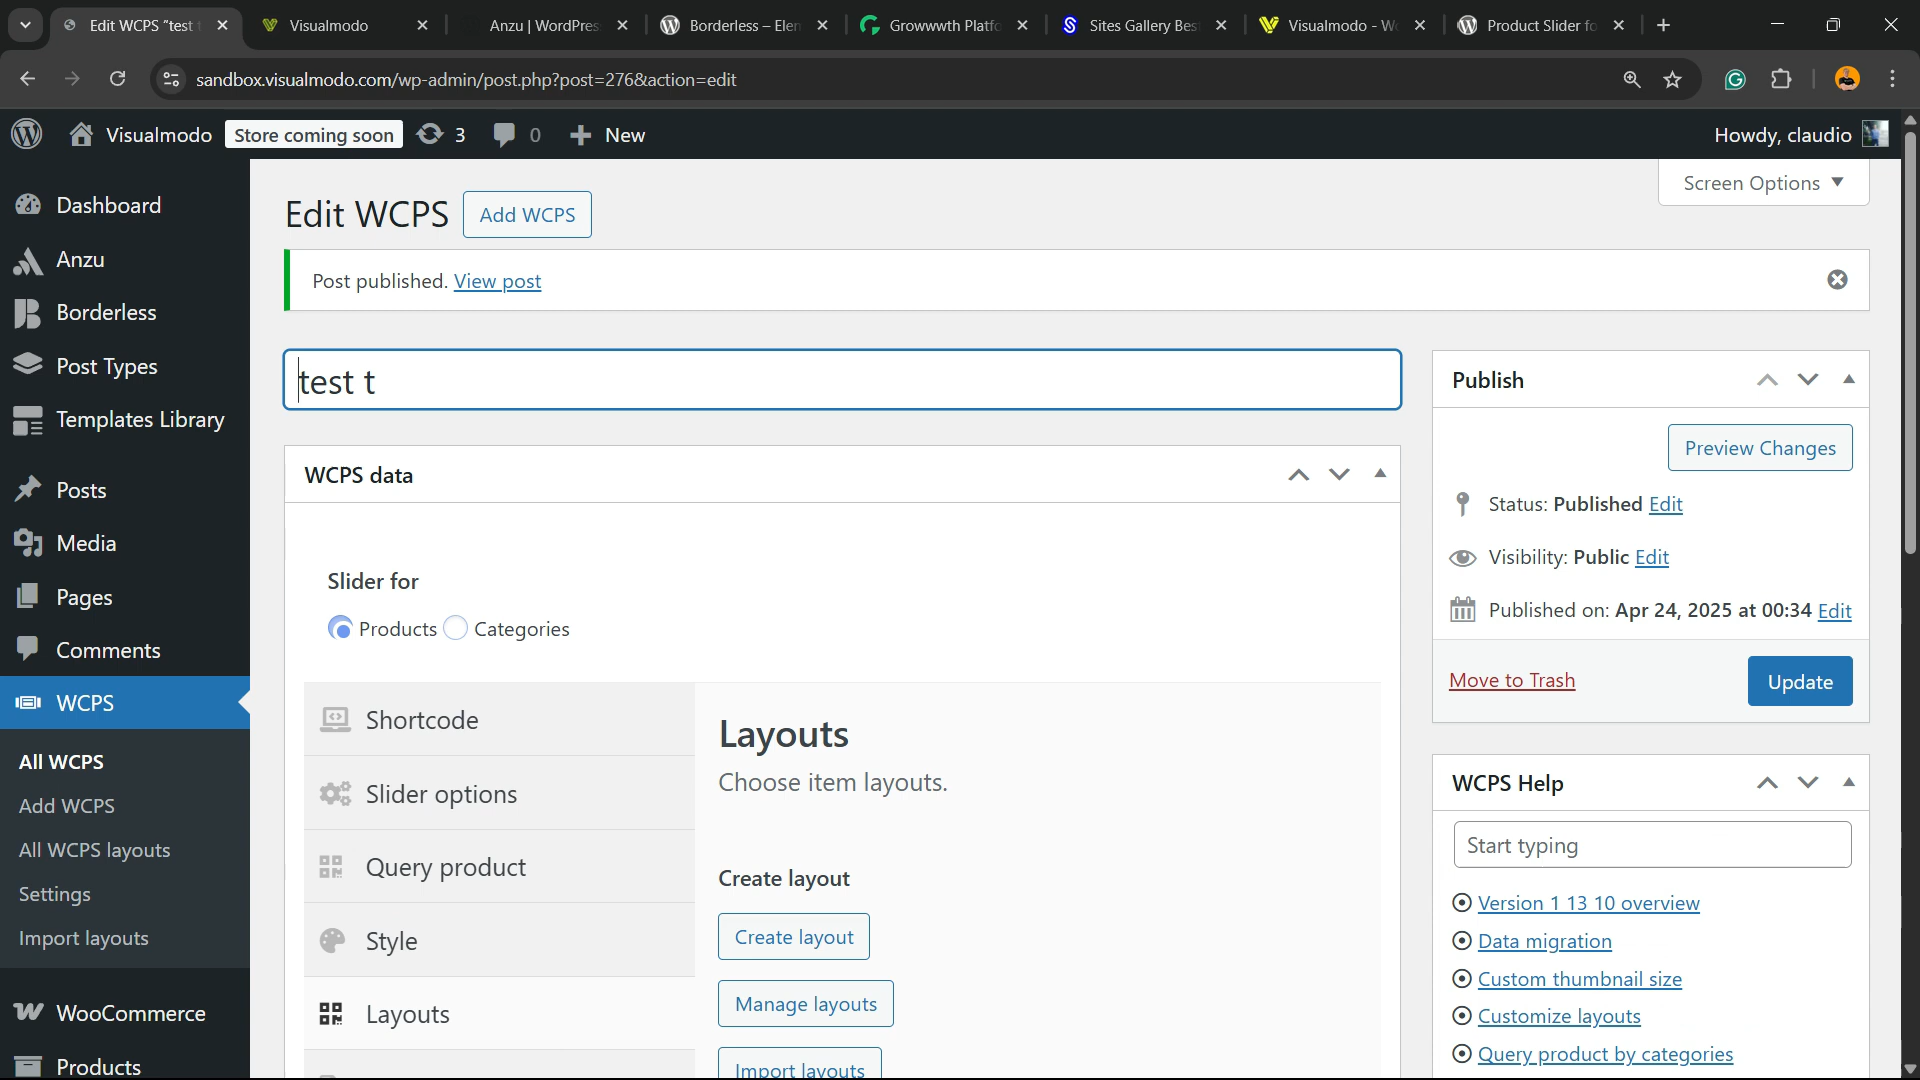 Edit WCPS "test t
Visualmodo
Anzu | WordPres
Borderless – Elem
Growwwth Platfo
Sites Gallery Bes
Visualmodo - Wo
Product Slider fo
sandbox.visualmodo.com/wp-admin/post.php?post=276&action=edit
Visualmodo
Store coming soon
3
0
New
Howdy, claudio
Dashboard
Anzu
Borderless
Post Types
Templates Library
Posts
Media
Pages
Comments
WCPS
All WCPS
Add WCPS
All WCPS layouts
Settings
Import layouts
WooCommerce
Products
Screen Options
Edit WCPS
Add WCPS
Post published. View post
test t
WCPS data
Slider for
Products
Categories
Shortcode
Slider options
Query product
Style
Layouts
Layouts
Choose item layouts.
Create layout
Create layout
Manage layouts
Import layouts
Publish
Preview Changes
Status: Published Edit
Visibility: Public Edit
Published on: Apr 24, 2025 at 00:34 Edit
Move to Trash
Update
WCPS Help
Start typing
Version 1 13 10 overview
Data migration
Custom thumbnail size
Customize layouts
Query product by categories